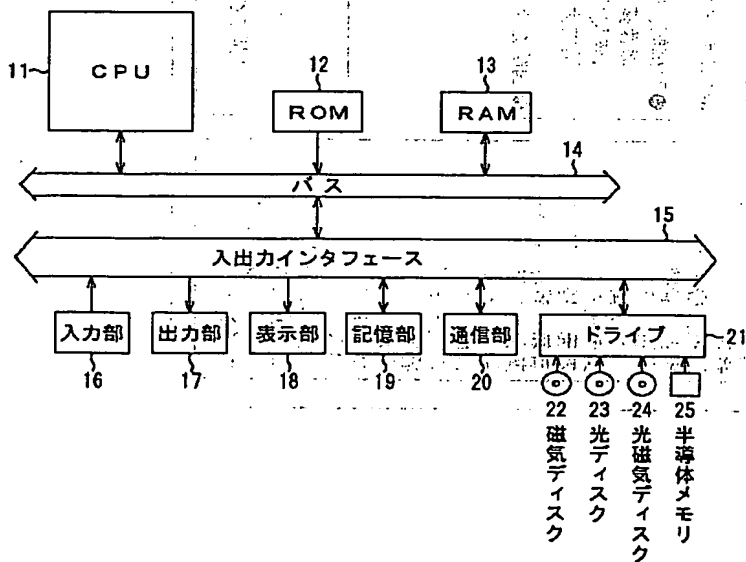 11
CPU
12
ROM
13
RAM
14
バス
15
入出力インタフェース
入力部
出力部
表示部
記憶部
通信部
ドライブ
21
16
17
18
19
20
22
23
24
25
磁気ディスク
光ディスク
光磁気ディスク
半導体メモリ